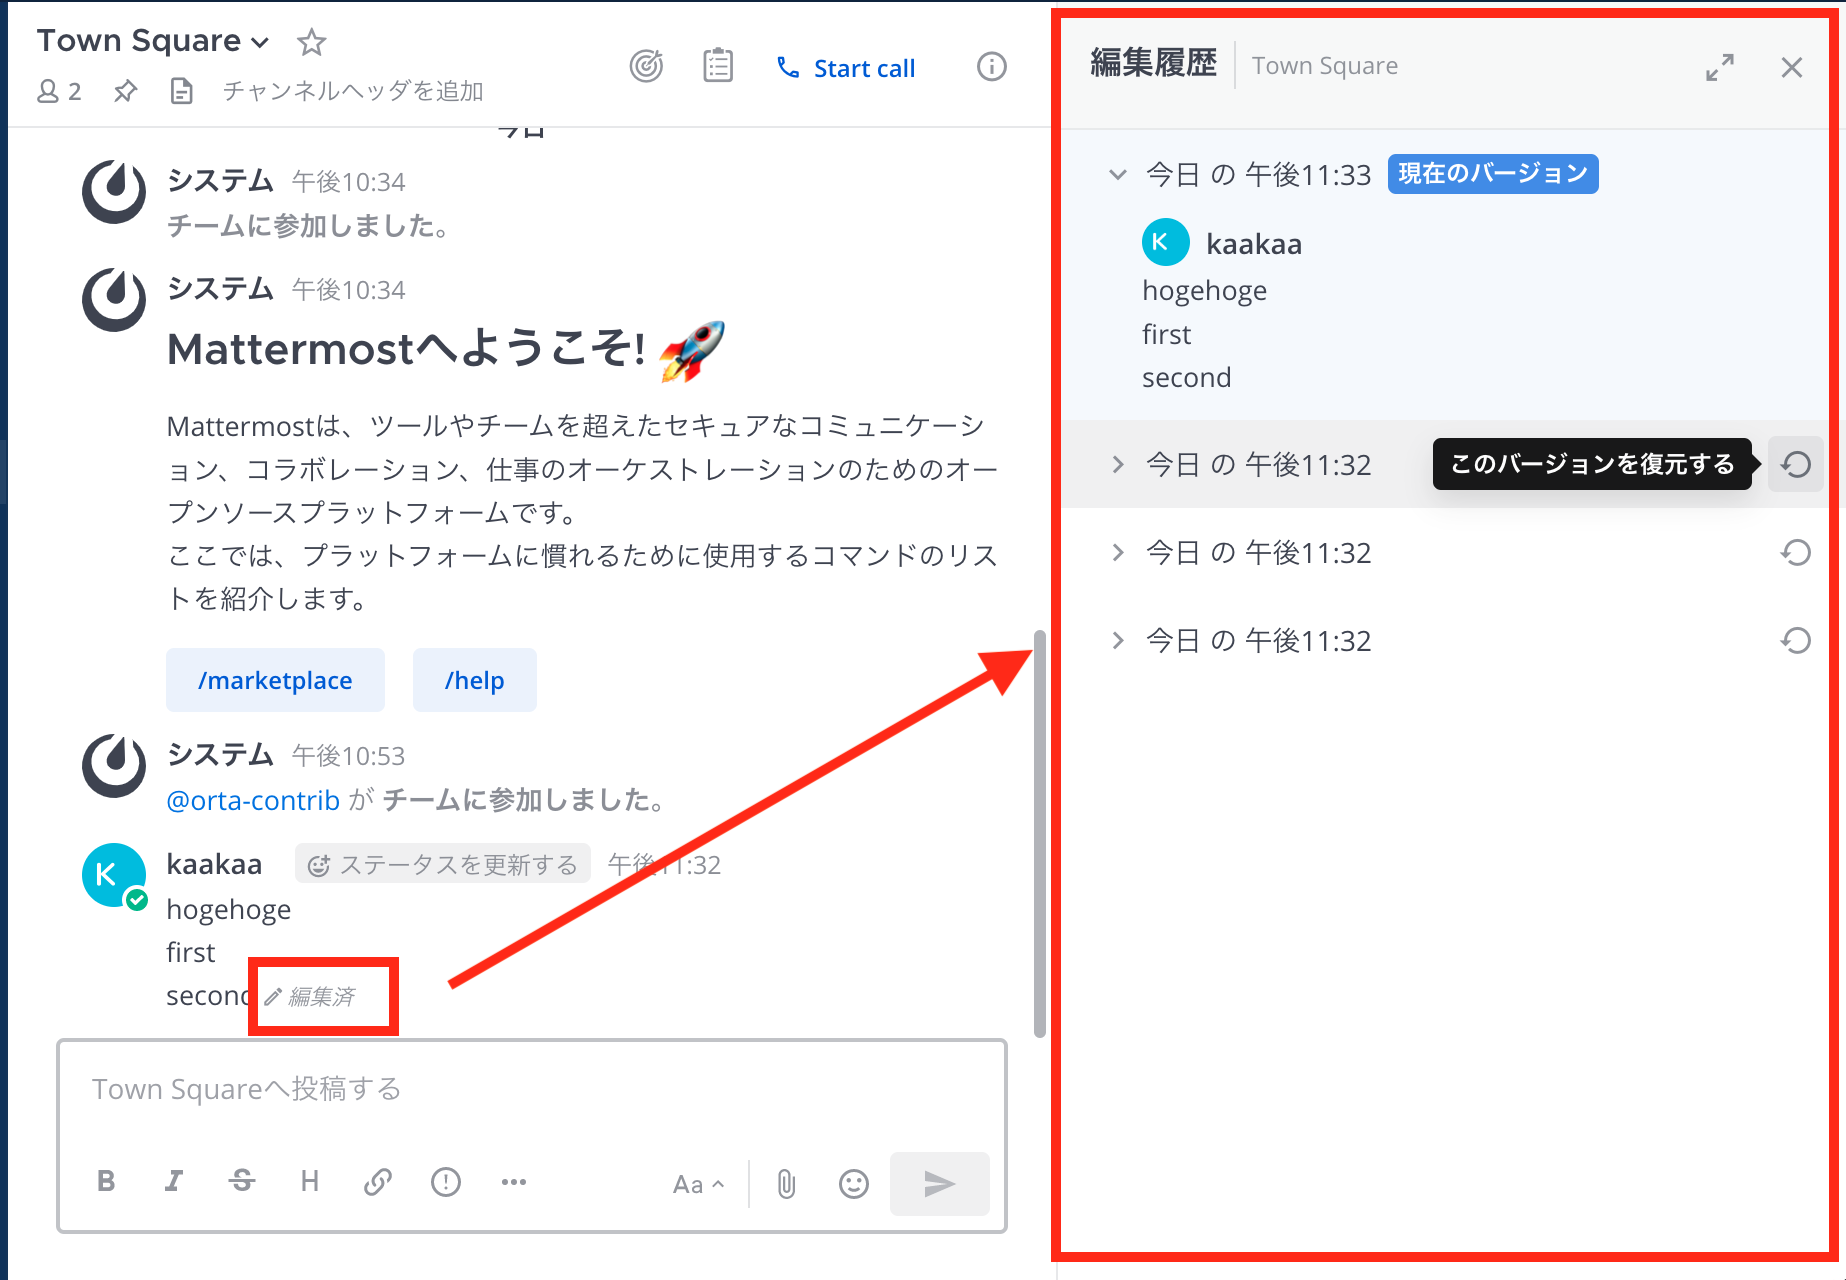 Town Square
2
チャンネルヘッダを追加
Start call
今日
システム 午後10:34
チームに参加しました。
システム 午後10:34
Mattermostへようこそ!
Mattermostは、ツールやチームを超えたセキュアなコミュニケーシ
ョン、コラボレーション、仕事のオーケストレーションのためのオー
プンソースプラットフォームです。
ここでは、プラットフォームに慣れるために使用するコマンドのリス
トを紹介します。
/marketplace /help
システム 午後10:53
@orta-contrib が チームに参加しました。
K
kaakaa ステータスを更新する 午後11:32
hogehoge
first
second 編集済
Town Squareへ投稿する
B I S H Aa
編集履歴 Town Square
今日 の 午後11:33 現在のバージョン
K kaakaa
hogehoge
first
second
今日 の 午後11:32 このバージョンを復元する
今日 の 午後11:32
今日 の 午後11:32